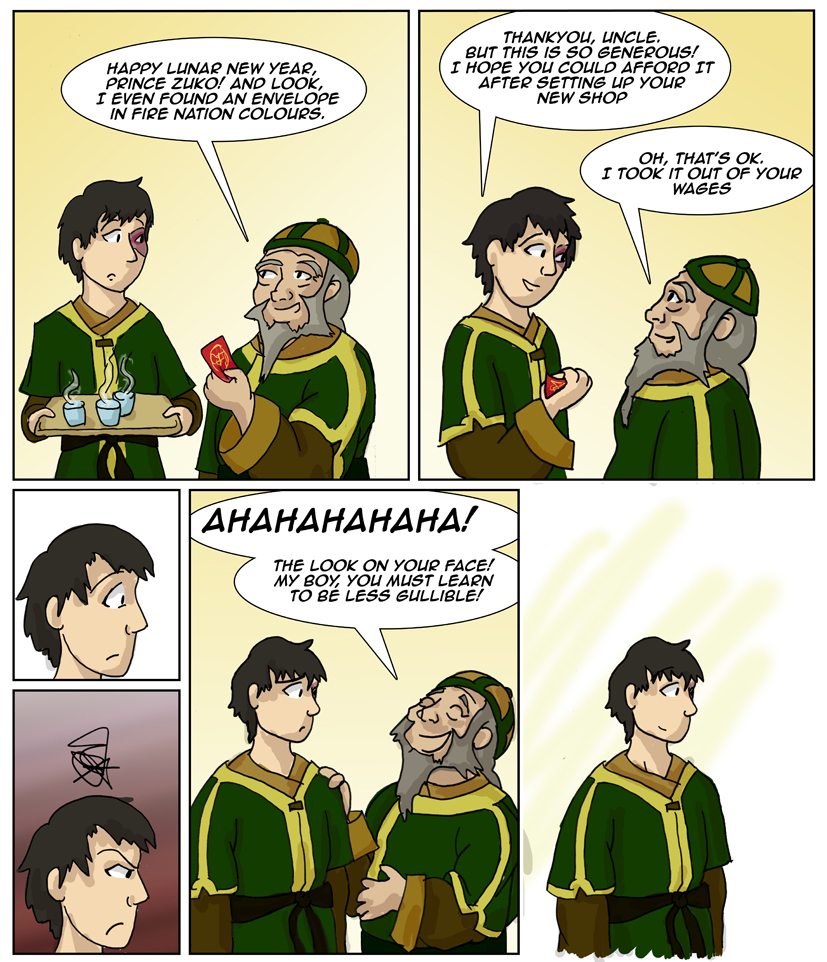 HAPPY LUNAR NEW YEAR,
PRINCE ZUKO! AND LOOK,
I EVEN FOUND AN ENVELOPE
IN FIRE NATION COLOURS.
THANKYOU, UNCLE.
BUT THIS IS SO GENEROUS!
I HOPE YOU COULD AFFORD IT
AFTER SETTING UP YOUR
NEW SHOP
OH, THAT'S OK.
I TOOK IT OUT OF YOUR
WAGES
AHAHAHAHAHA!
THE LOOK ON YOUR FACE!
MY BOY, YOU MUST LEARN
TO BE LESS GULLIBLE!